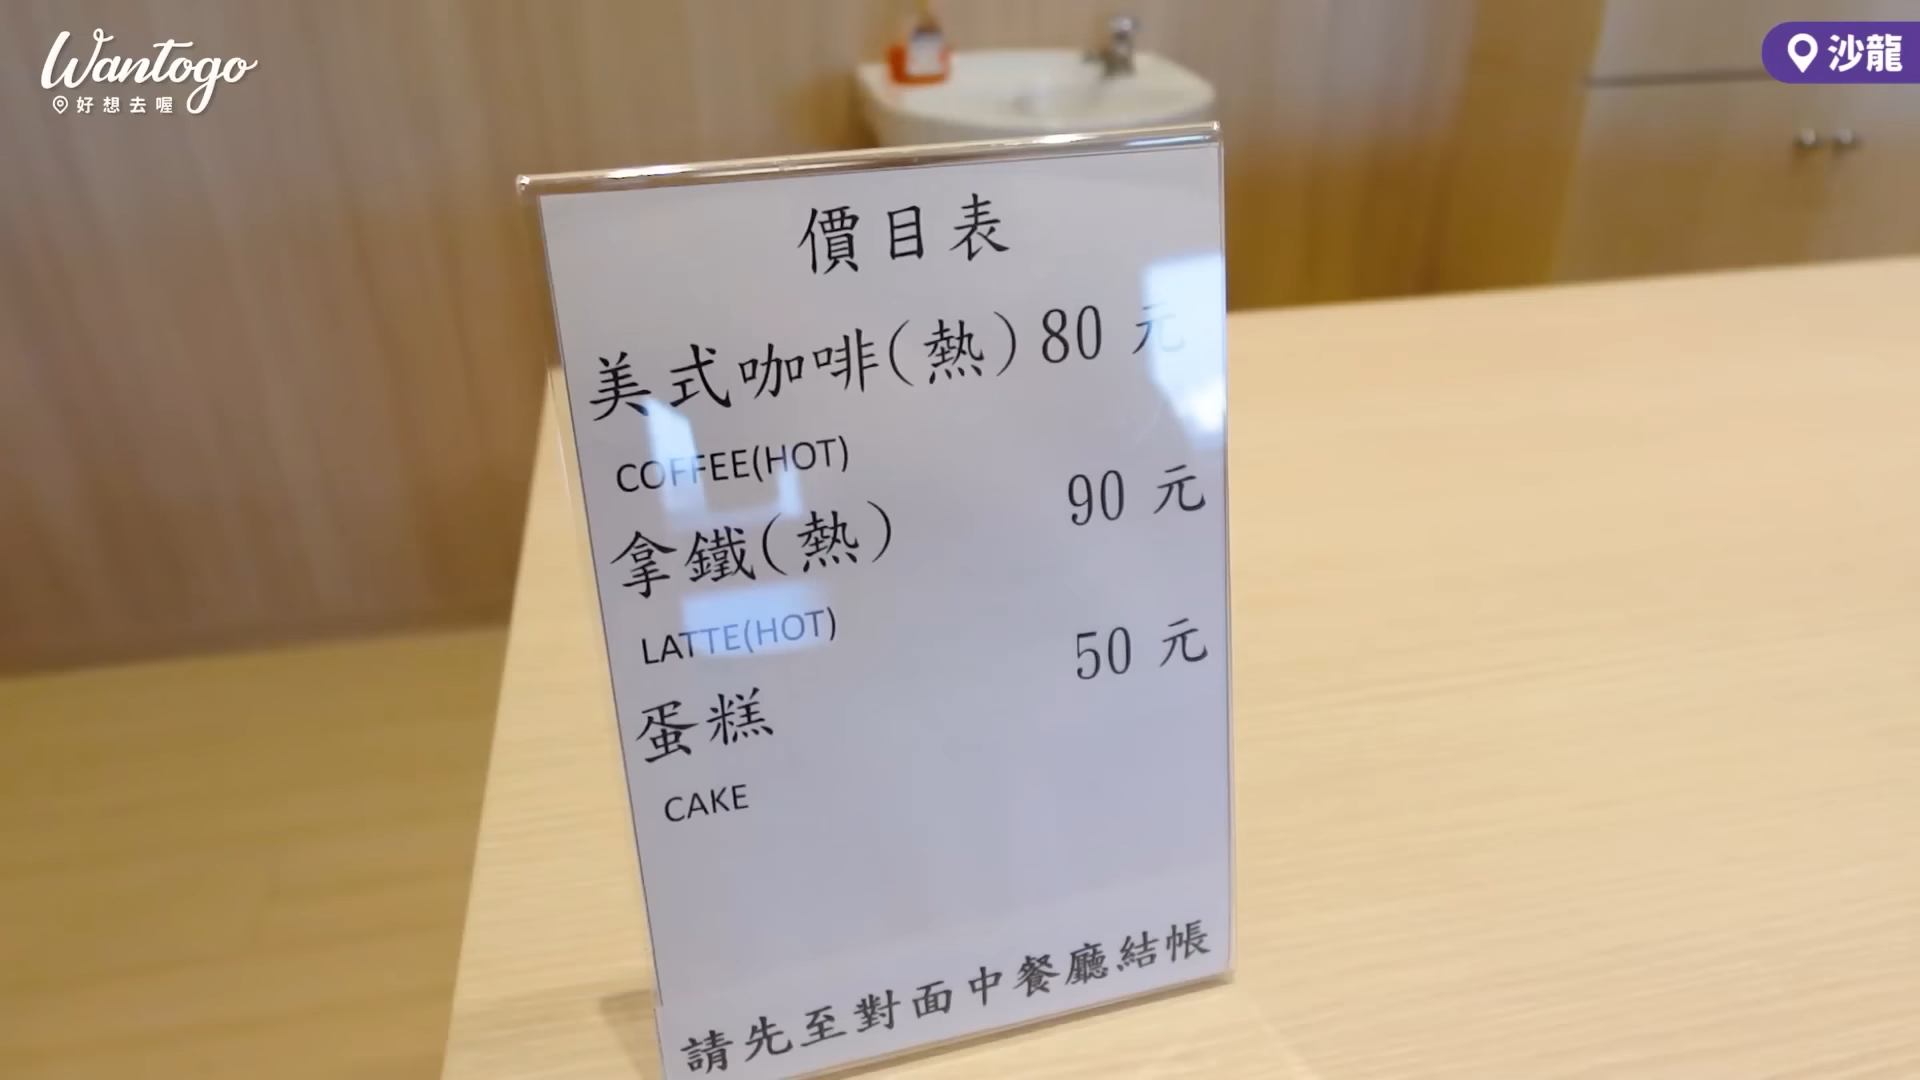 Wantogo
好想去喔
沙龍
價目表
美式咖啡(熱) 80 元
COFFEE(HOT)
拿鐵(熱) 90 元
LATTE(HOT)
蛋糕 50 元
CAKE
請先至對面中餐廳結帳